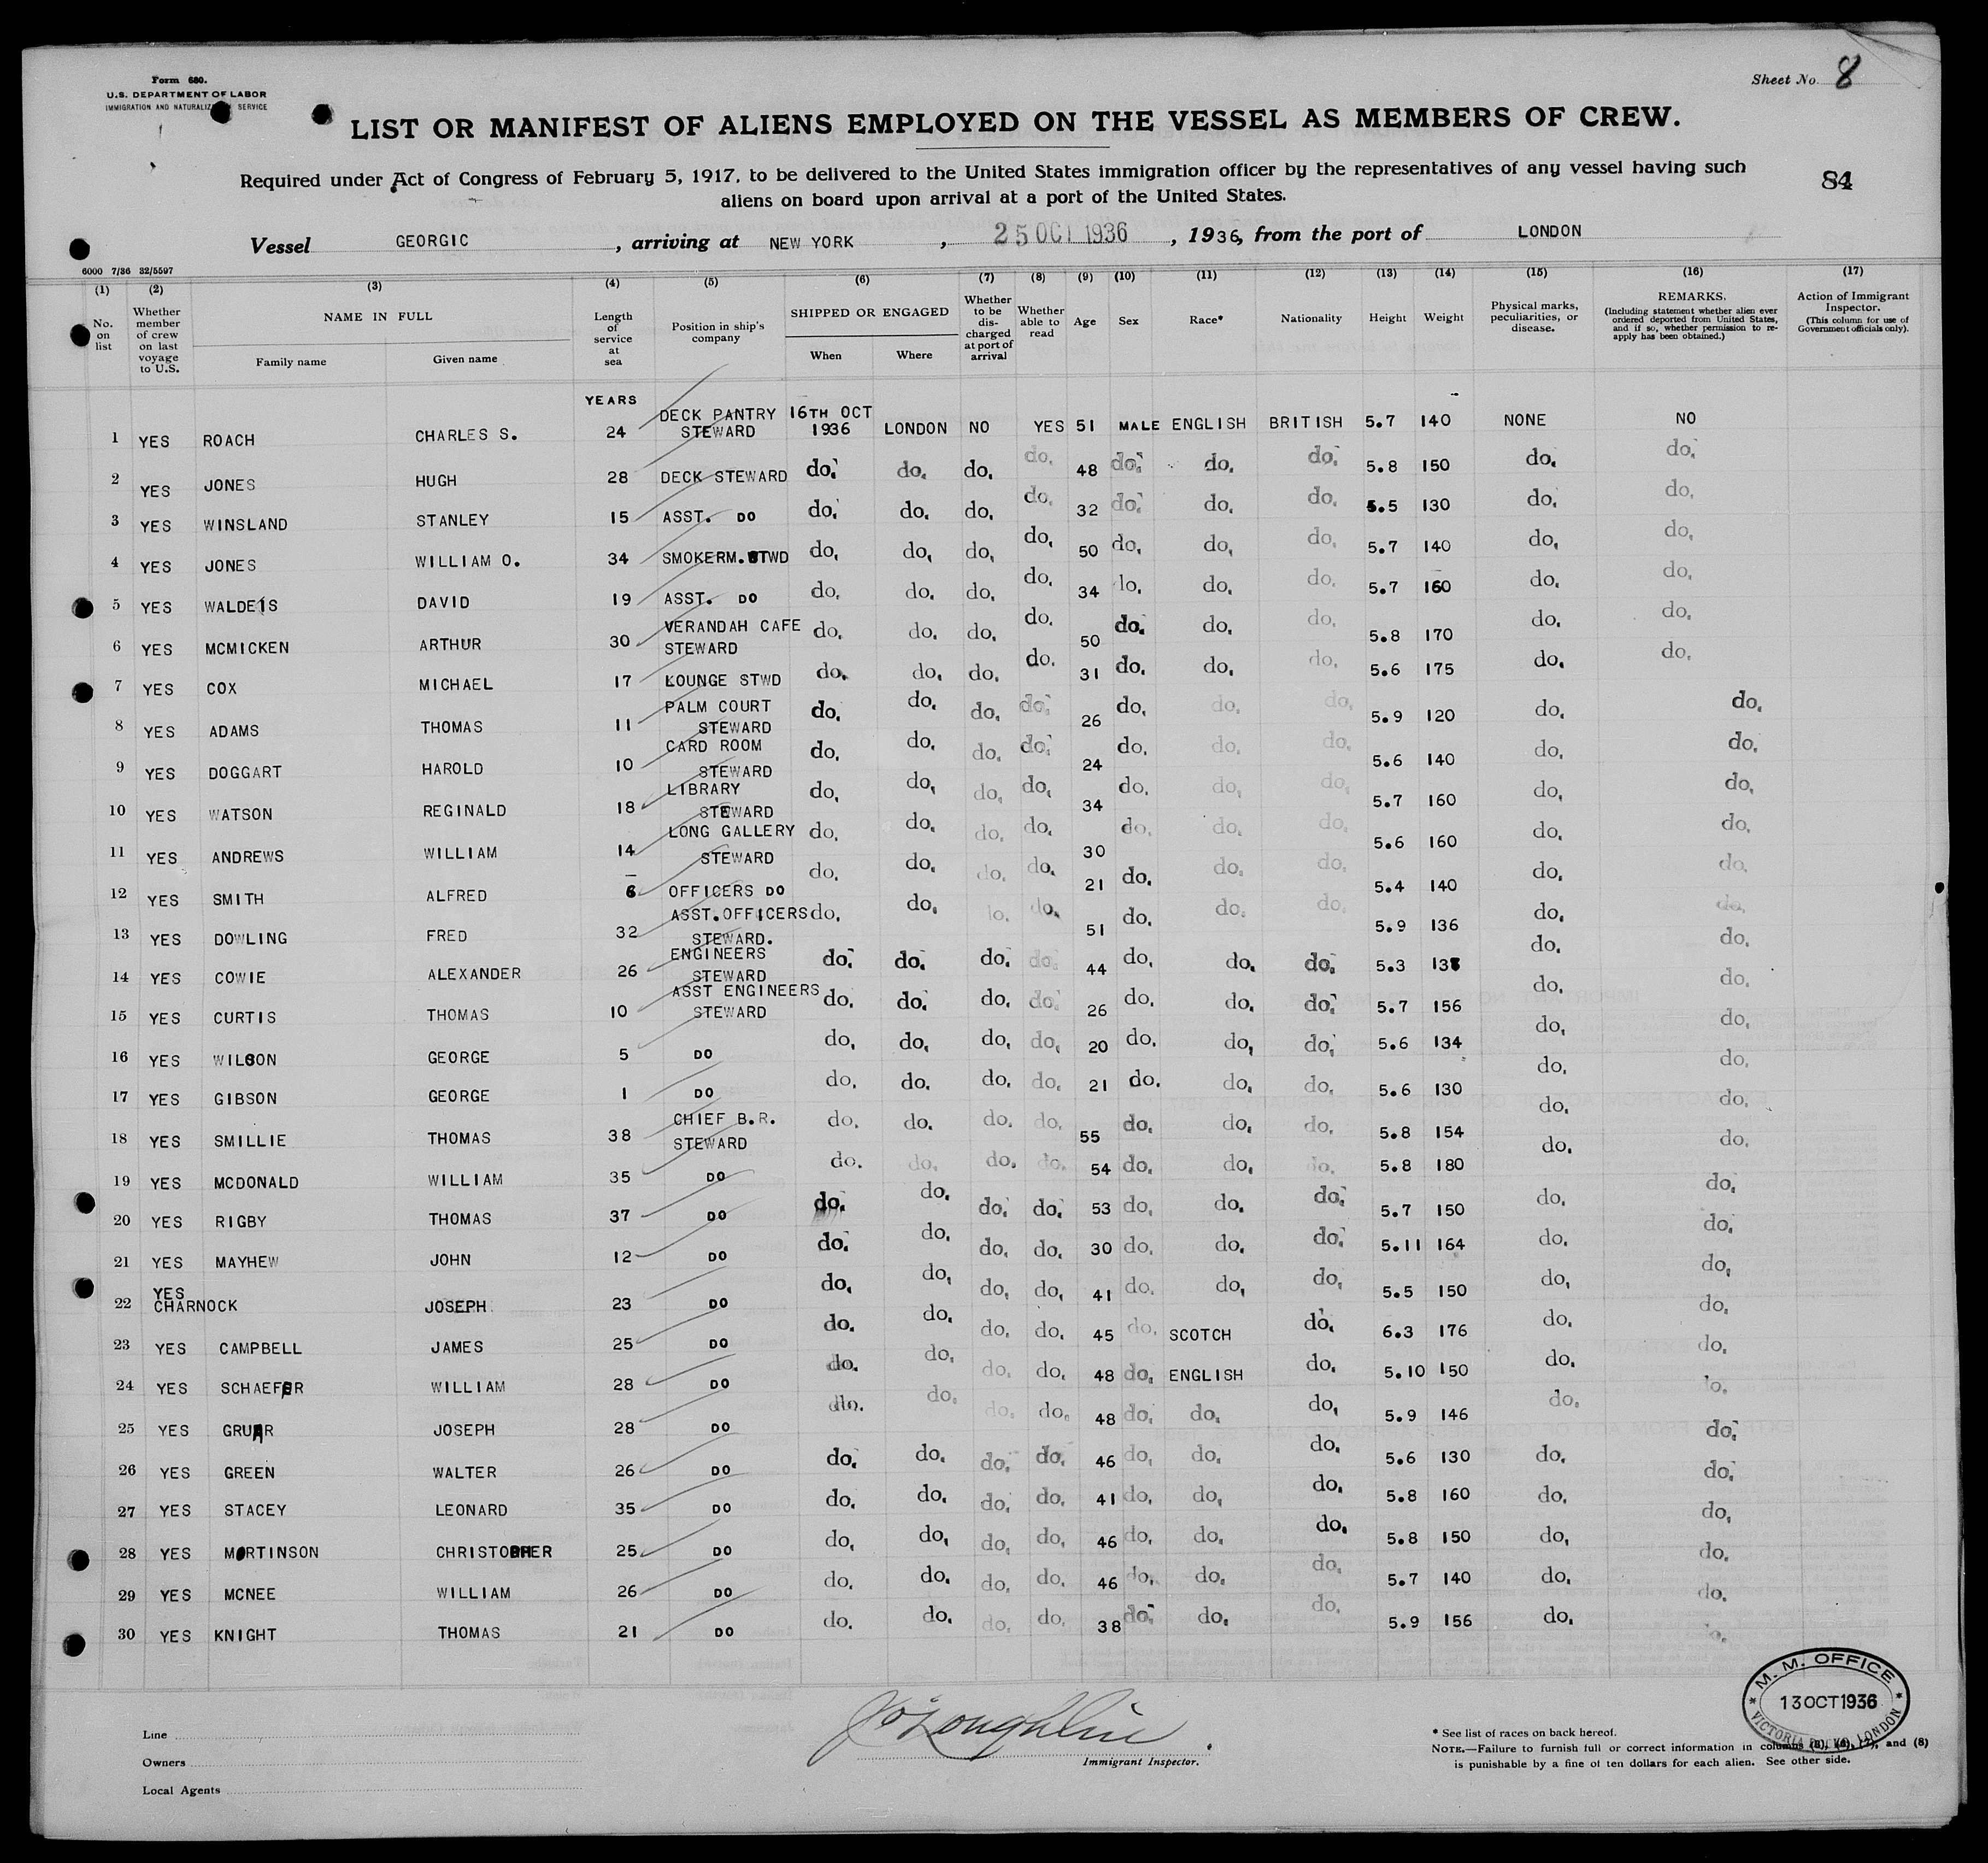 Form 680.
U.S. DEPARTMENT OF LABOR
IMMIGRATION AND SERVICE
Sheet No. 8
LIST OR MANIFEST OF ALIENS EMPLOYED ON THE VESSEL AS MEMBERS OF CREW.
Required under Act of Congress of February 5, 1917, to be delivered to the United States immigration officer by the representatives of any vessel having such
aliens on board upon arrival at a port of the United States.
84
Vessel GEORGIC, arriving at NEW YORK, 25 OCT 1936, 1936, from the port of LONDON
6000 7/36 32/5597
(1) (2) (3) (4) (5) (6) (7) (8) (9) (10) (11) (12) (13) (14) (15) (16) (17)
No. on list
Whether member of crew on last voyage to U.S.
NAME IN FULL
Family name
Given name
Length of service at sea
Position in ship's company
SHIPPED OR ENGAGED
When
Where
Whether to be discharged at port of arrival
Whether able to read
Age
Sex
Race*
Nationality
Height
Weight
Physical marks, peculiarities, or disease.
REMARKS.
(Including statement whether alien ever ordered deported from United States, and if so, whether permission to reapply has been obtained.)
Action of Immigrant Inspector.
(This column for use of Government officials only).
YEARS
1 YES ROACH CHARLES S. 24 DECK PANTRY STEWARD 16TH OCT 1936 LONDON NO YES 51 MALE ENGLISH BRITISH 5.7 140 NONE NO
2 YES JONES HUGH 28 DECK STEWARD do. do. do. do. 48 do. do. do. 5.8 150 do. do.
3 YES WINSLAND STANLEY 15 ASST. DO do. do. do. do. 32 do. do. do. 5.5 130 do. do.
4 YES JONES WILLIAM O. 34 SMOKERM.STWD do. do. do. do. 50 do. do. do. 5.7 140 do. do.
5 YES WALDEIS DAVID 19 ASST. DO do. do. do. do. 34 do. do. do. 5.7 160 do. do.
6 YES MCMICKEN ARTHUR 30 VERANDAH CAFE STEWARD do. do. do. do. 50 do. do. do. 5.8 170 do. do.
7 YES COX MICHAEL 17 LOUNGE STWD do. do. do. do. 31 do. do. do. 5.6 175 do. do.
8 YES ADAMS THOMAS 11 PALM COURT STEWARD do. do. do. do. 26 do. do. do. 5.9 120 do. do.
9 YES DOGGART HAROLD 10 CARD ROOM STEWARD do. do. do. do. 24 do. do. do. 5.6 140 do. do.
10 YES WATSON REGINALD 18 LIBRARY STEWARD do. do. do. do. 34 do. do. do. 5.7 160 do. do.
11 YES ANDREWS WILLIAM 14 LONG GALLERY STEWARD do. do. do. do. 30 do. do. do. 5.6 160 do. do.
12 YES SMITH ALFRED 6 OFFICERS DO do. do. do. do. 21 do. do. do. 5.4 140 do. do.
13 YES DOWLING FRED 32 ASST.OFFICERS STEWARD. do. do. do. do. 51 do. do. do. 5.9 136 do. do.
14 YES COWIE ALEXANDER 26 ENGINEERS STEWARD do. do. do. do. 44 do. do. do. 5.3 do. do.
15 YES CURTIS THOMAS 10 ASST ENGINEERS STEWARD do. do. do. do. 26 do. do. do. 5.7 156 do. do.
16 YES WILSON GEORGE 5 DO do. do. do. do. 20 do. do. do. 5.6 134 do. do.
17 YES GIBSON GEORGE 1 DO do. do. do. do. 21 do. do. do. 5.6 130 do. do.
18 YES SMILLIE THOMAS 38 CHIEF B.R. STEWARD do. do. do. do. 55 do. do. do. 5.8 154 do. do.
19 YES MCDONALD WILLIAM 35 DO do. do. do. do. 54 do. do. do. 5.8 180 do. do.
20 YES RIGBY THOMAS 37 DO do. do. do. do. 53 do. do. do. 5.7 150 do. do.
21 YES MAYHEW JOHN 12 DO do. do. do. do. 30 do. do. do. 5.11 164 do. do.
22 YES CHARNOCK JOSEPH 23 DO do. do. do. do. 41 do. do. do. 5.5 150 do. do.
23 YES CAMPBELL JAMES 25 DO do. do. do. do. 45 do. SCOTCH do. 6.3 176 do. do.
24 YES SCHAEFER WILLIAM 28 DO do. do. do. do. 48 do. ENGLISH do. 5.10 150 do. do.
25 YES JOSEPH 28 DO do. do. do. do. 48 do. do. do. 5.9 146 do. do.
26 YES GREEN WALTER 26 DO do. do. do. do. 46 do. do. do. 5.6 130 do. do.
27 YES STACEY LEONARD 35 DO do. do. do. do. 41 do. do. do. 5.8 160 do. do.
28 YES MORTINSON CHRISTOPHER 25 DO do. do. do. do. 46 do. do. do. 5.8 150 do. do.
29 YES MCNEE WILLIAM 26 DO do. do. do. do. 46 do. do. do. 5.7 140 do. do.
30 YES KNIGHT THOMAS 21 DO do. do. do. do. 38 do. do. do. 5.9 156 do. do.
Line
Owners
Local Agents
Immigrant Inspector.
* See list of races on back hereof.
NOTE.—Failure to furnish full or correct information in columns and (8)
is punishable by a fine of ten dollars for each alien. See other side.
M. M. OFFICE
13 OCT 1936
VICTORIA LONDON